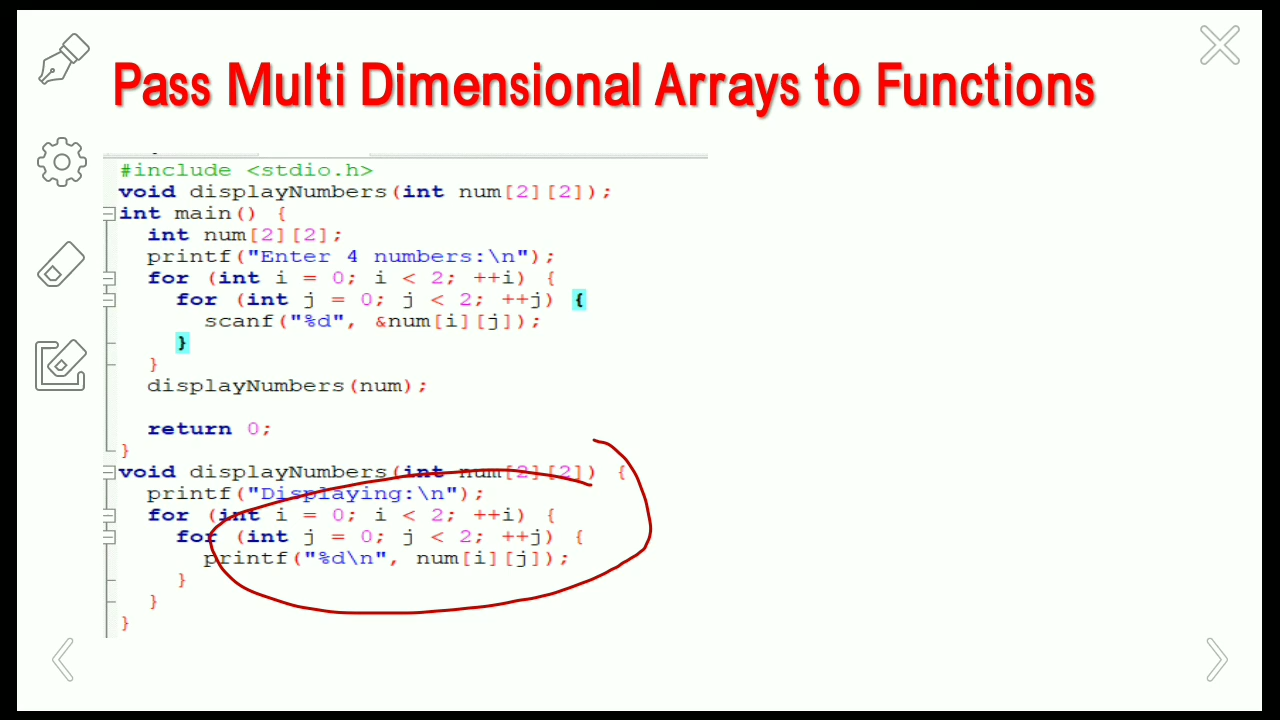 Pass Multi Dimensional Arrays to Functions
#include <stdio.h>
void displayNumbers(int num[2][2]);
int main() {
  int num[2][2];
  printf("Enter 4 numbers:\n");
  for (int i = 0; i < 2; ++i) {
    for (int j = 0; j < 2; ++j) {
      scanf("%d", &num[i][j]);
    }
  }
  displayNumbers(num);
  return 0;
}
void displayNumbers(int num[2][2]) {
  printf("Displaying:\n");
  for (int i = 0; i < 2; ++i) {
    for (int j = 0; j < 2; ++j) {
      printf("%d\n", num[i][j]);
    }
  }
}